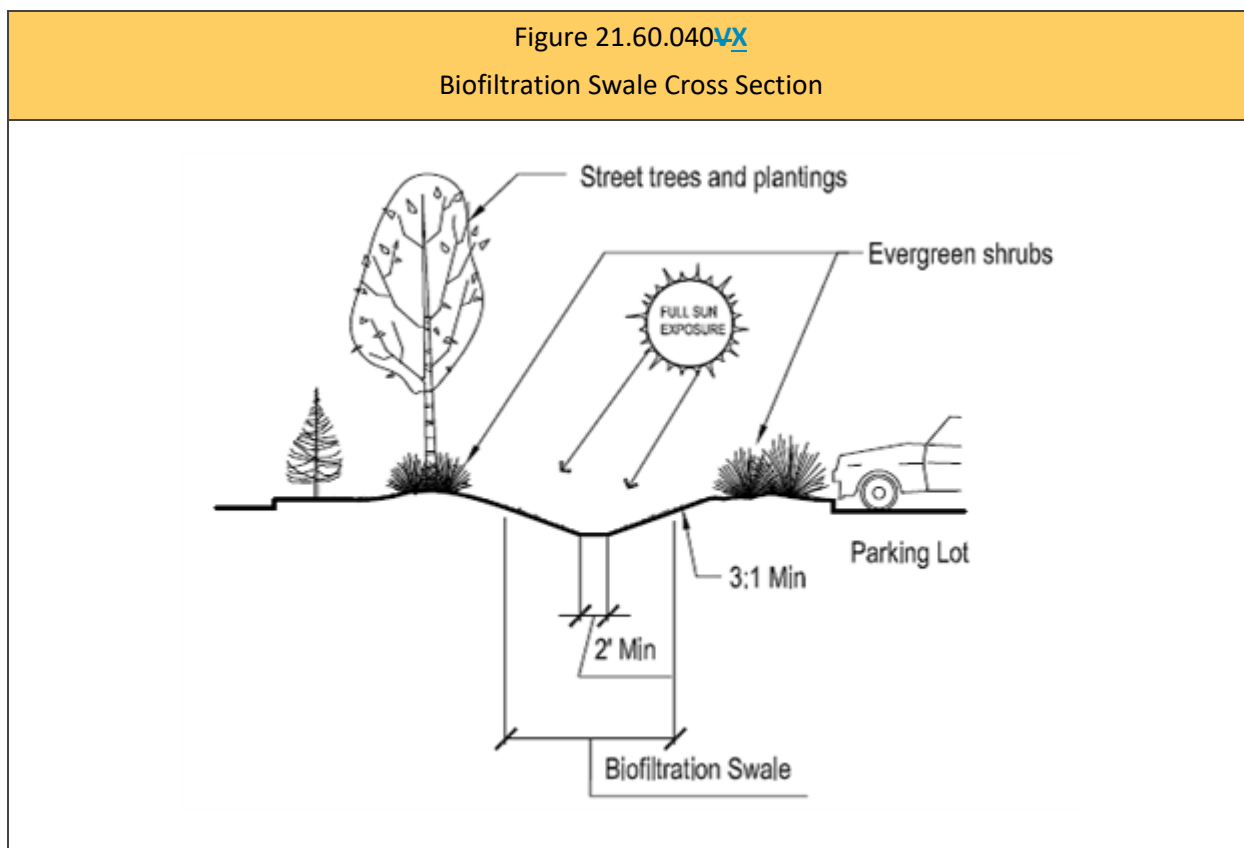 Figure 21.60.040VX
Biofiltration Swale Cross Section
Street trees and plantings
Evergreen shrubs
FULL SUN
EXPOSURE
Parking Lot
3:1 Min
2' Min
Biofiltration Swale